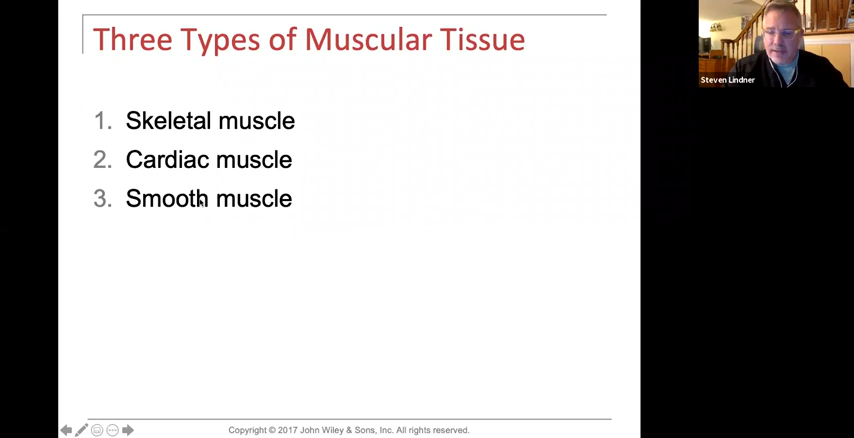 Three Types of Muscular Tissue
Steven Lindner
1. Skeletal muscle
2. Cardiac muscle
3. Smooth muscle
Copyright © 2017 John Wiley & Sons, Inc. All rights reserved.